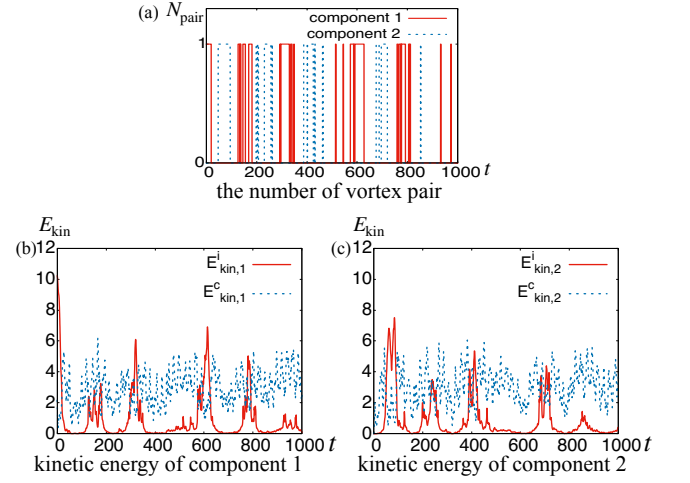 (a) N_pair
component 1
component 2
1
0
0 200 400 600 800 1000 t
the number of vortex pair
E_kin
(b) 12
10
8
6
4
2
0
E^i_kin,1
E^c_kin,1
0 200 400 600 800 1000 t
kinetic energy of component 1
E_kin
(c) 12
10
8
6
4
2
0
E^i_kin,2
E^c_kin,2
0 200 400 600 800 1000 t
kinetic energy of component 2